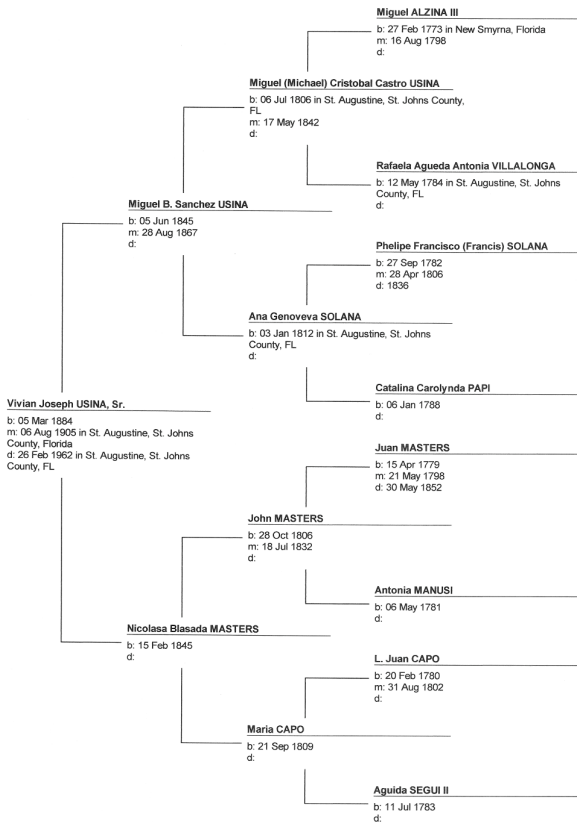 Miguel ALZINA III
b: 27 Feb 1773 in New Smyrna, Florida
m: 16 Aug 1798
d:
Miguel (Michael) Cristobal Castro USINA
b: 06 Jul 1806 in St. Augustine, St. Johns County,
FL
m: 17 May 1842
d:
Rafaela Agueda Antonia VILLALONGA
b: 12 May 1784 in St. Augustine, St. Johns
County, FL
d:
Miguel B. Sanchez USINA
b: 05 Jun 1845
m: 28 Aug 1867
d:
Phelipe Francisco (Francis) SOLANA
b: 27 Sep 1782
m: 28 Apr 1806
d: 1836
Ana Genoveva SOLANA
b: 03 Jan 1812 in St. Augustine, St. Johns
County, FL
d:
Catalina Carolynda PAPI
b: 06 Jan 1788
d:
Vivian Joseph USINA, Sr.
b: 05 Mar 1884
m: 06 Aug 1905 in St. Augustine, St. Johns
County, Florida
d: 26 Feb 1962 in St. Augustine, St. Johns
County, FL
Juan MASTERS
b: 15 Apr 1779
m: 21 May 1798
d: 30 May 1852
John MASTERS
b: 28 Oct 1806
m: 18 Jul 1832
d:
Antonia MANUSI
b: 06 May 1781
d:
Nicolasa Blasada MASTERS
b: 15 Feb 1845
d:
L. Juan CAPO
b: 20 Feb 1780
m: 31 Aug 1802
d:
Maria CAPO
b: 21 Sep 1809
d:
Aguida SEGUI II
b: 11 Jul 1783
d: